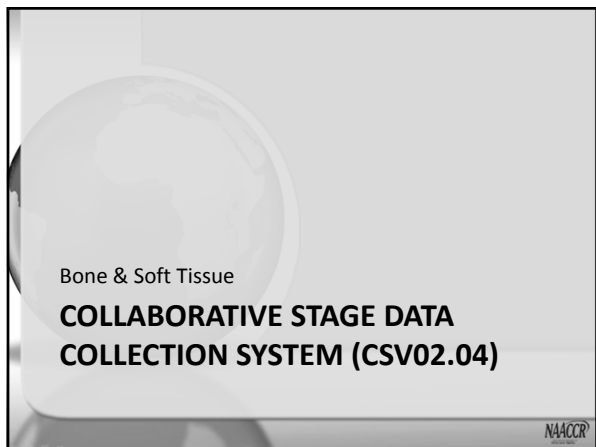 Bone & Soft Tissue
COLLABORATIVE STAGE DATA
COLLECTION SYSTEM (CSV02.04)
NAACCR